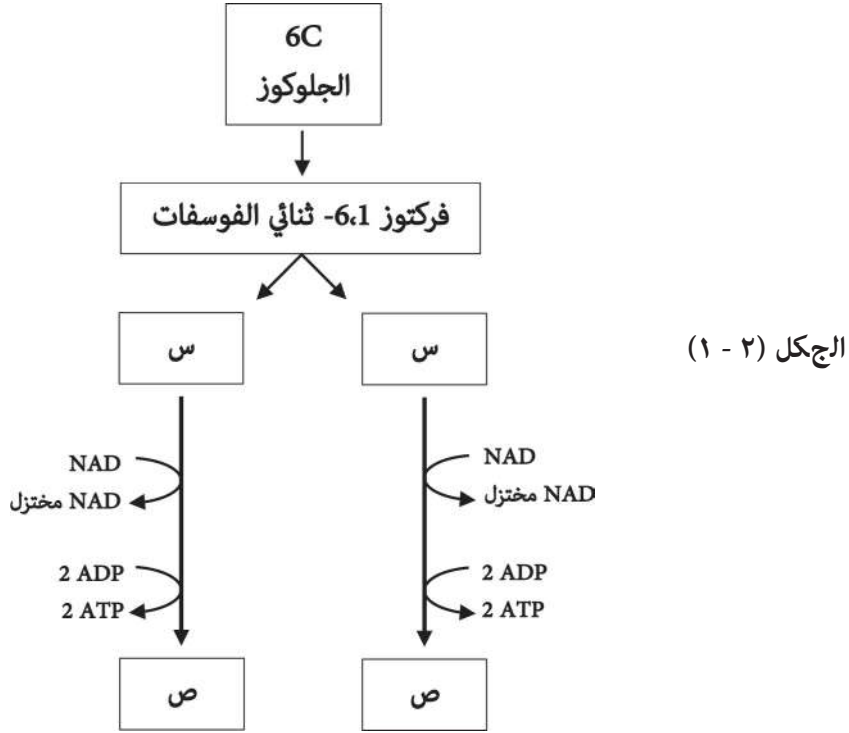 6C
الجلوكوز
فركتوز 6،1- ثنائي الفوسفات
س
س
الجكل (٢ - ١)
NAD
NAD مختزل
2 ADP
2 ATP
NAD
NAD مختزل
2 ADP
2 ATP
ص
ص